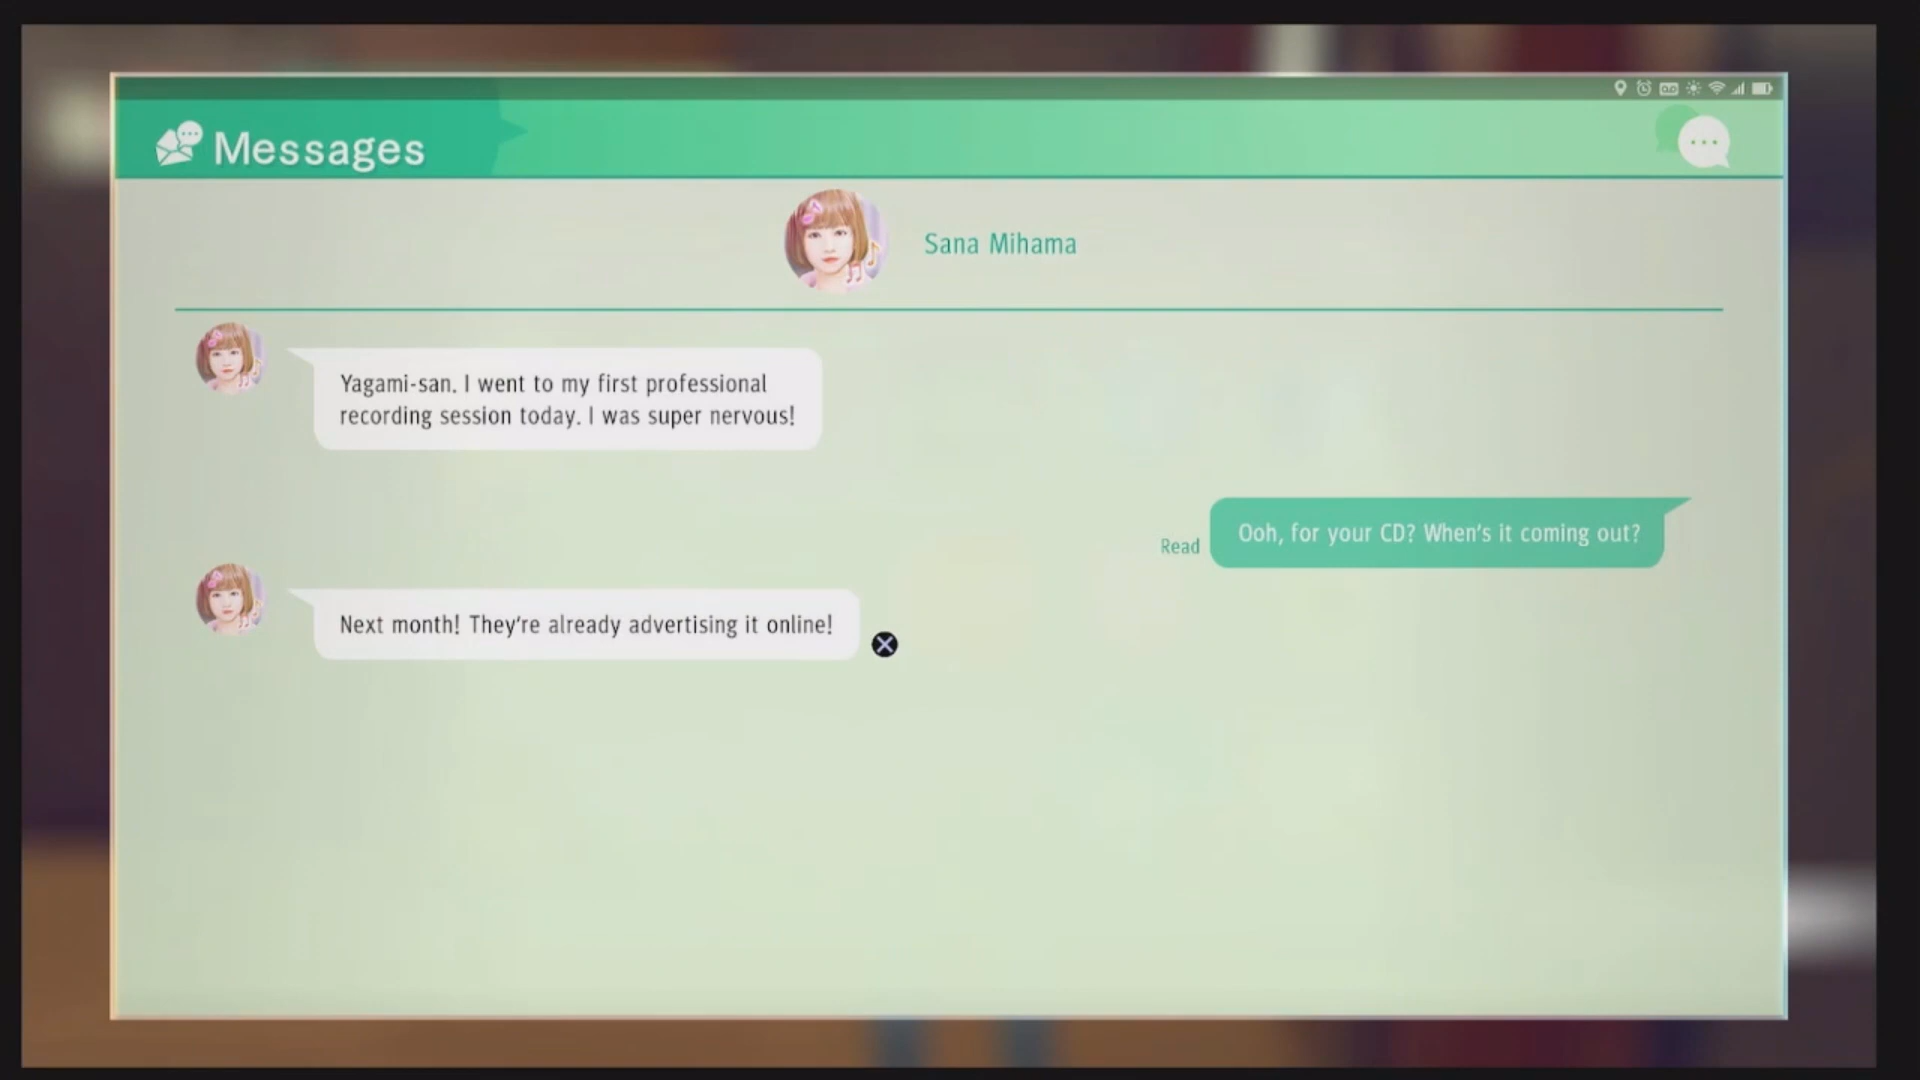 Messages
Sana Mihama
Yagami-san. I went to my first professional
recording session today. I was super nervous!
Ooh, for your CD? When's it coming out?
Read
Next month! They're already advertising it online!